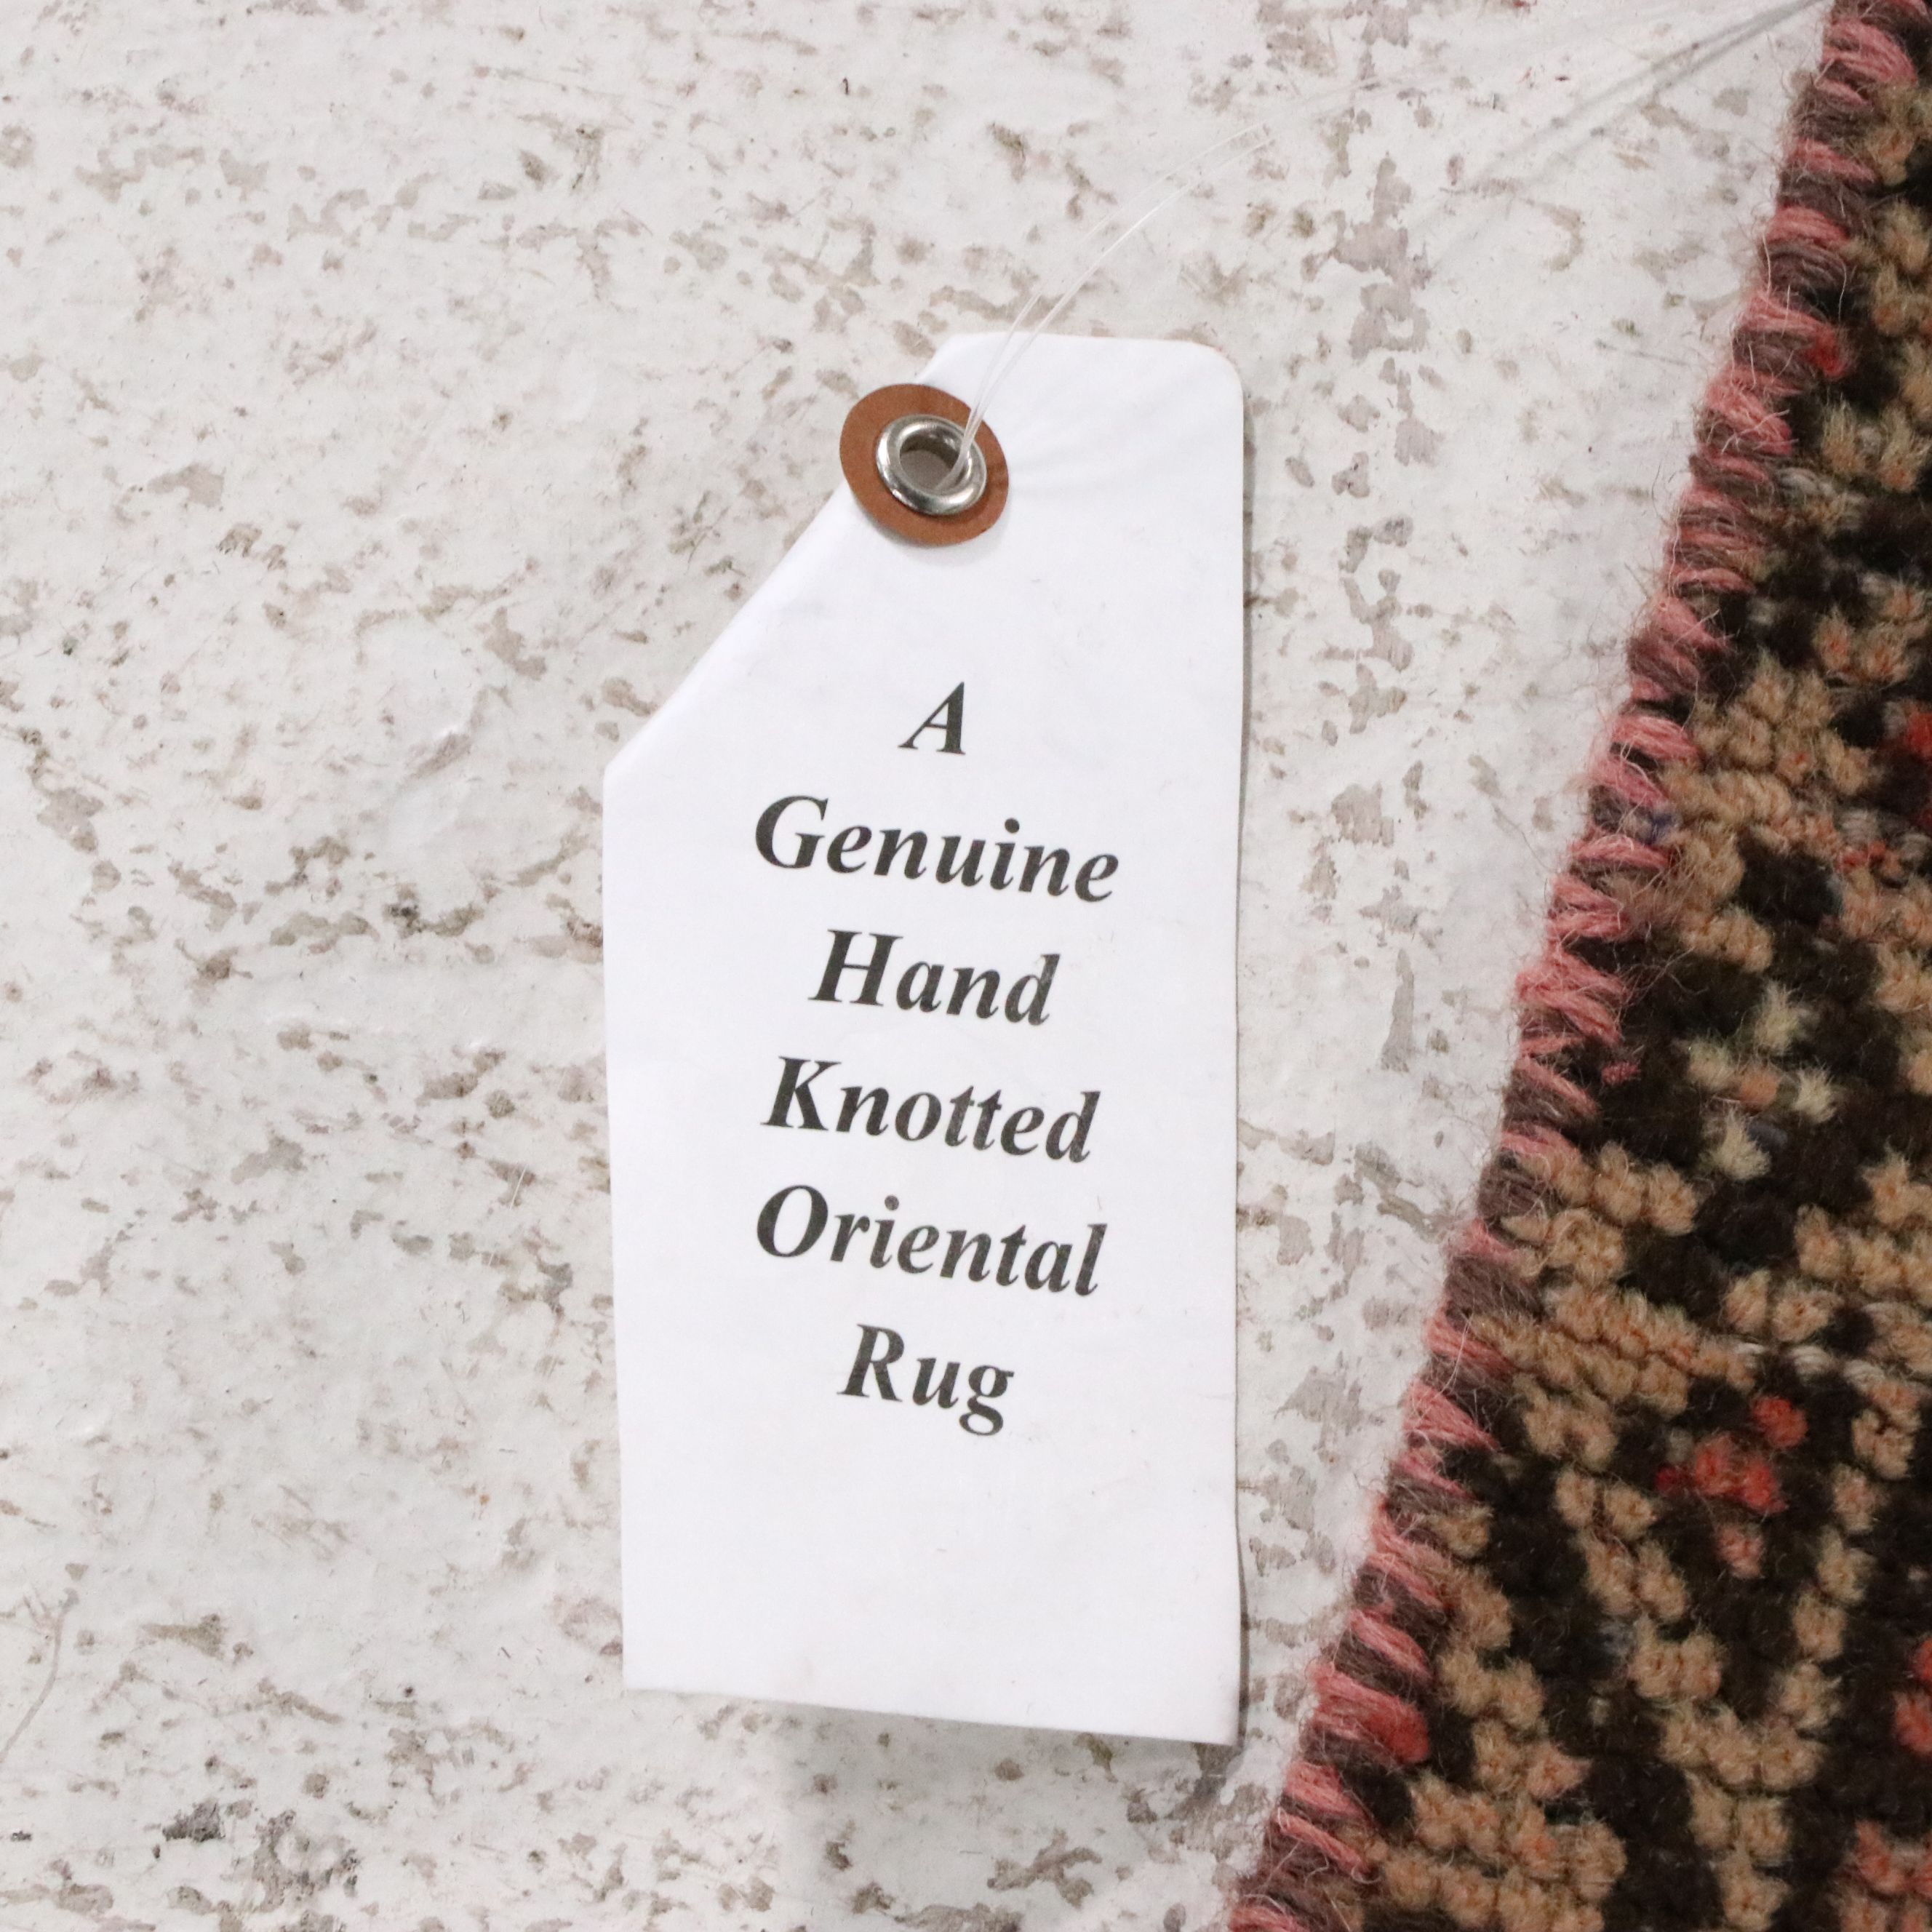 A
Genuine
Hand
Knotted
Oriental
Rug